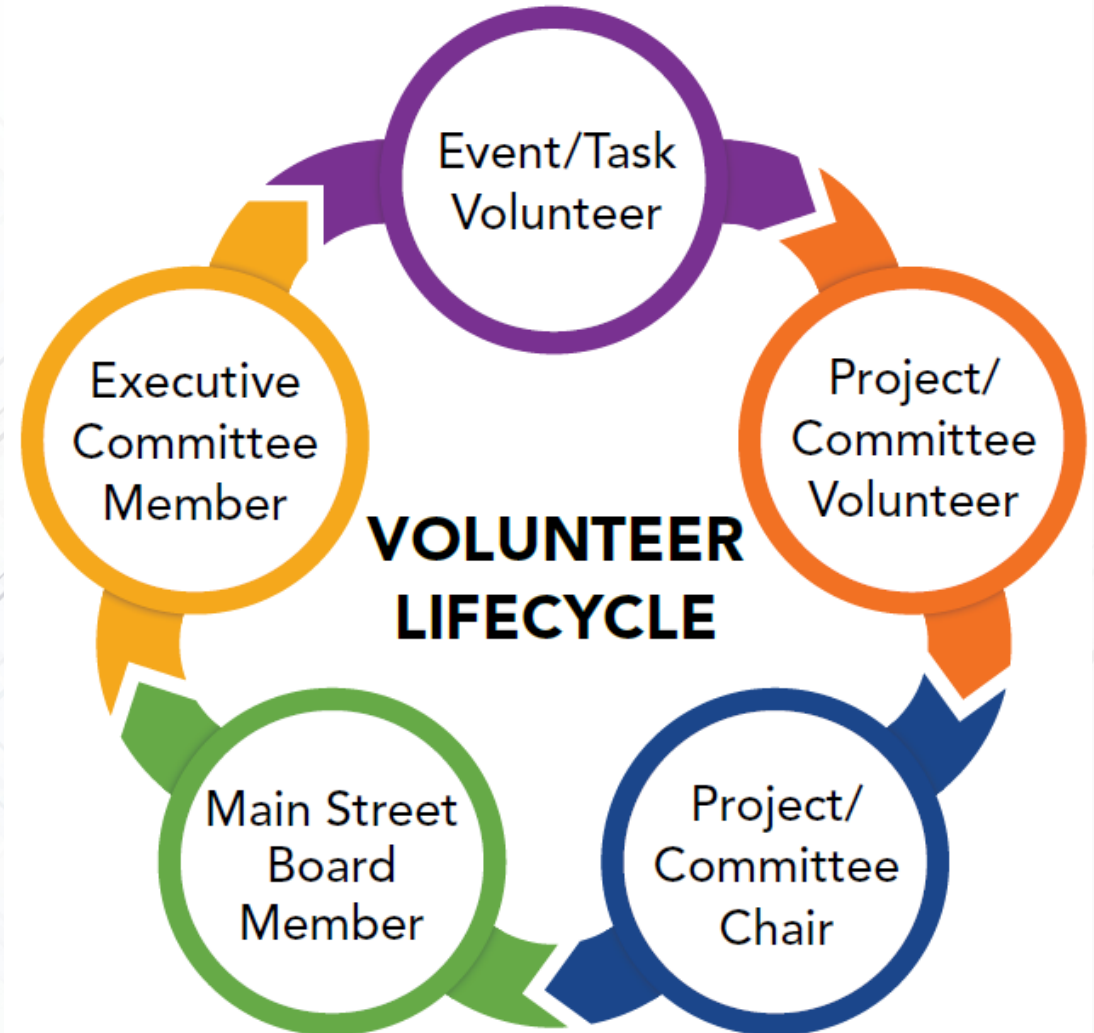 Event/Task
Volunteer
Project/
Committee
Volunteer
Project/
Committee
Chair
Main Street
Board
Member
Executive
Committee
Member
VOLUNTEER
LIFECYCLE